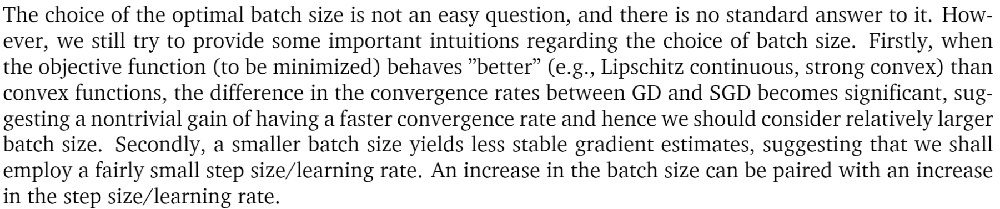 The choice of the optimal batch size is not an easy question, and there is no standard answer to it. How-
ever, we still try to provide some important intuitions regarding the choice of batch size. Firstly, when
the objective function (to be minimized) behaves ”better” (e.g., Lipschitz continuous, strong convex) than
convex functions, the difference in the convergence rates between GD and SGD becomes significant, sug-
gesting a nontrivial gain of having a faster convergence rate and hence we should consider relatively larger
batch size. Secondly, a smaller batch size yields less stable gradient estimates, suggesting that we shall
employ a fairly small step size/learning rate. An increase in the batch size can be paired with an increase
in the step size/learning rate.